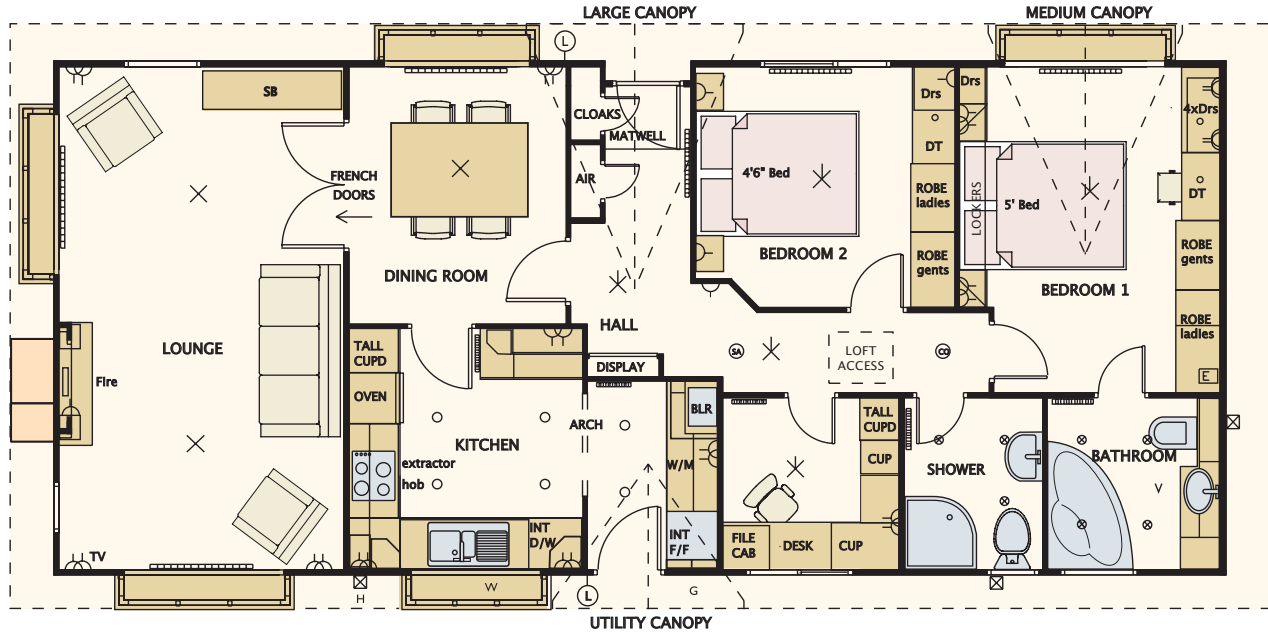 LARGE CANOPY
MEDIUM CANOPY
L
SB
CLOAKS
MATWELL
AIR
FRENCH
DOORS
DINING ROOM
HALL
4'6" Bed
BEDROOM 2
Drs
DT
ROBE
ladies
ROBE
gents
Drs
LOCKERS
5' Bed
BEDROOM 1
4xDrs
DT
ROBE
gents
ROBE
ladies
E
LOUNGE
Fire
TV
TALL
CUPD
OVEN
KITCHEN
extractor
hob
INT
D/W
ARCH
DISPLAY
BLR
W/M
INT
F/F
SA
LOFT
ACCESS
CO
TALL
CUPD
CUP
FILE
CAB
DESK
CUP
SHOWER
BATHROOM
V
H
W
L
G
UTILITY CANOPY